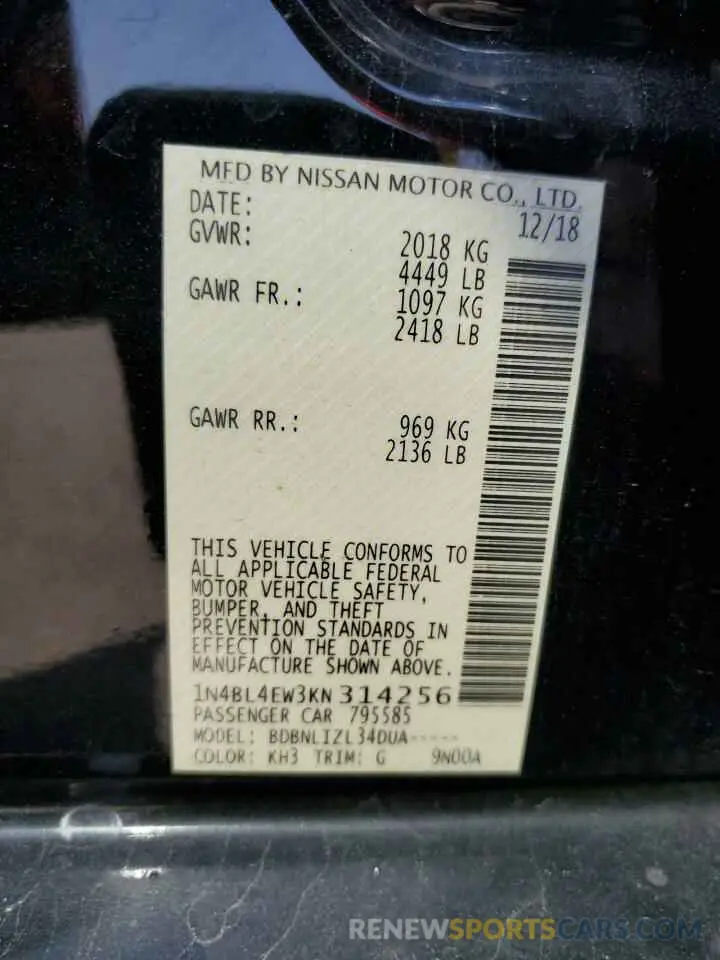 MFD BY NISSAN MOTOR CO., LTD.
DATE: 12/18
GVWR: 2018 KG
4449 LB
GAWR FR.: 1097 KG
2418 LB
GAWR RR.: 969 KG
2136 LB
THIS VEHICLE CONFORMS TO
ALL APPLICABLE FEDERAL
MOTOR VEHICLE SAFETY,
BUMPER, AND THEFT
PREVENTION STANDARDS IN
EFFECT ON THE DATE OF
MANUFACTURE SHOWN ABOVE.
1N4BL4EW3KN314256
PASSENGER CAR 795585
MODEL: BDBNLIZL34DUA-----
COLOR: KH3 TRIM: G 9N00A
RENEWSPORTSCARS.COM